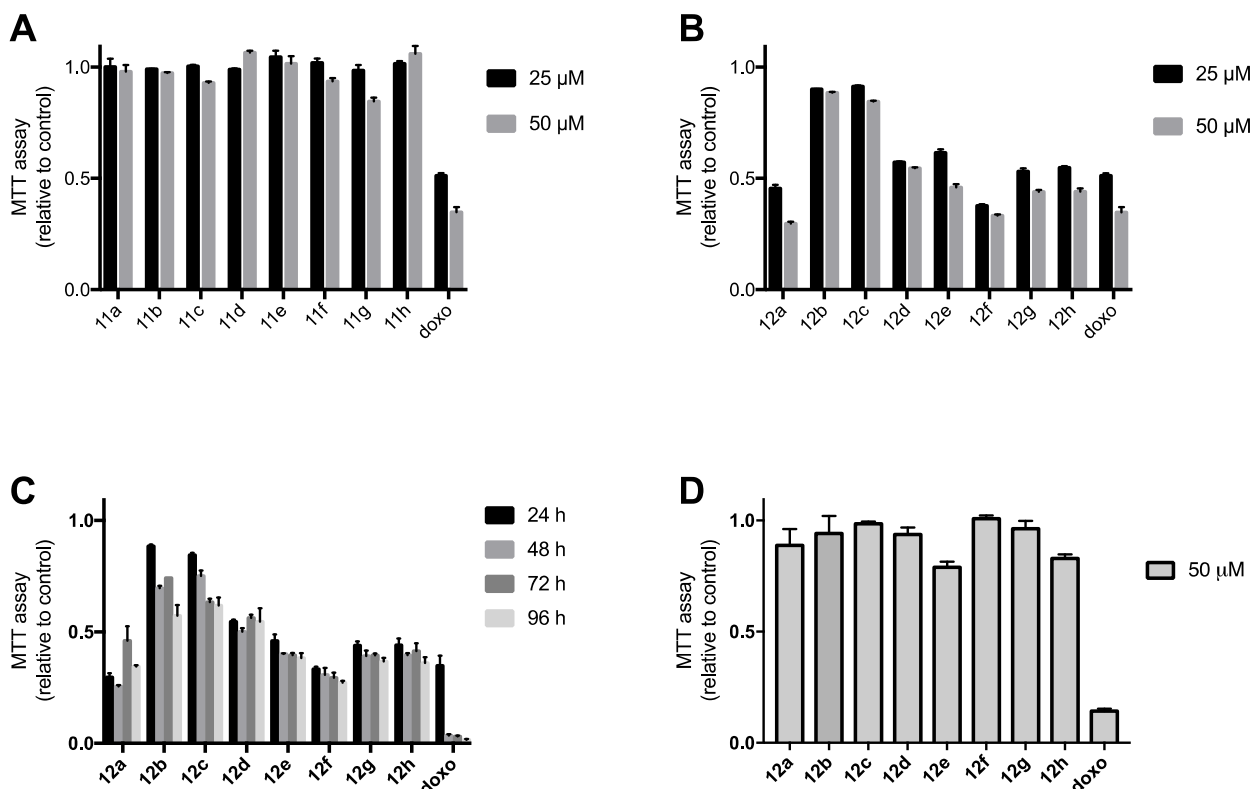 A
MTT assay
(relative to control)
1.0
0.5
0.0
11a 11b 11c 11d 11e 11f 11g 11h doxo
25 µM
50 µM
B
MTT assay
(relative to control)
1.0
0.5
0.0
12a 12b 12c 12d 12e 12f 12g 12h doxo
25 µM
50 µM
C
MTT assay
(relative to control)
1.0
0.5
0.0
12a 12b 12c 12d 12e 12f 12g 12h doxo
24 h
48 h
72 h
96 h
D
MTT assay
(relative to control)
1.0
0.5
0.0
12a 12b 12c 12d 12e 12f 12g 12h doxo
50 µM